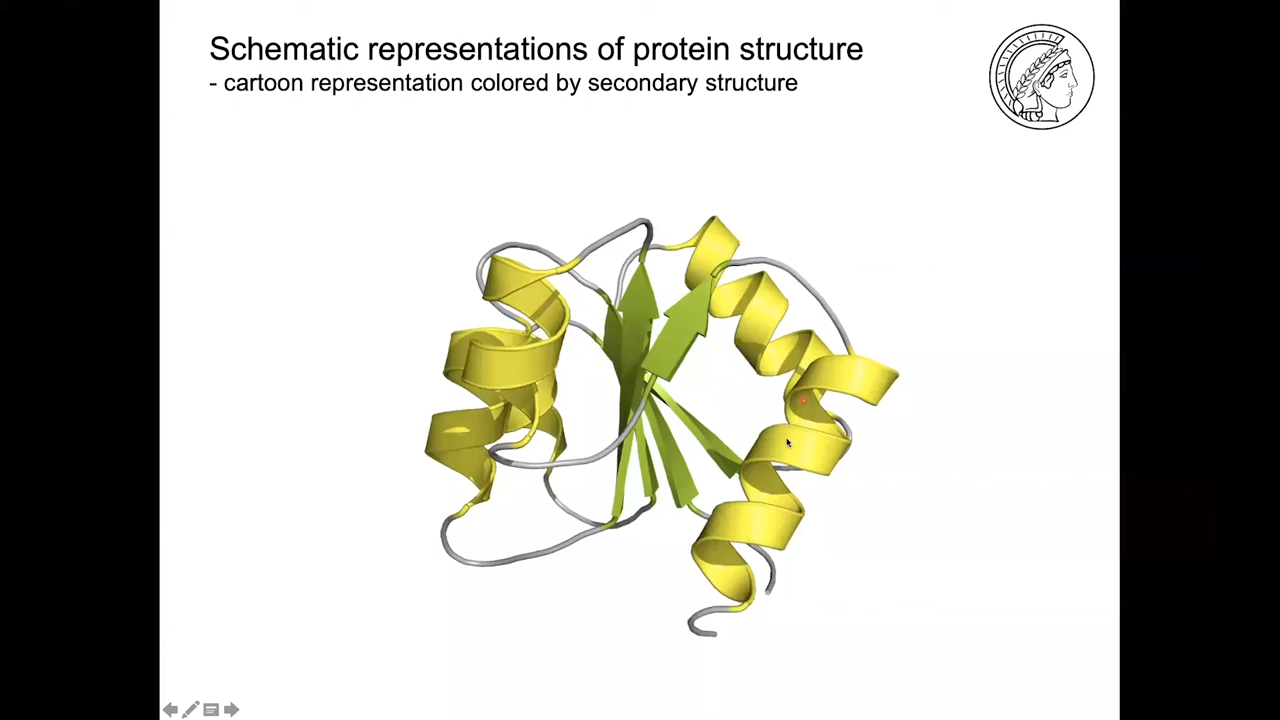 Schematic representations of protein structure
- cartoon representation colored by secondary structure